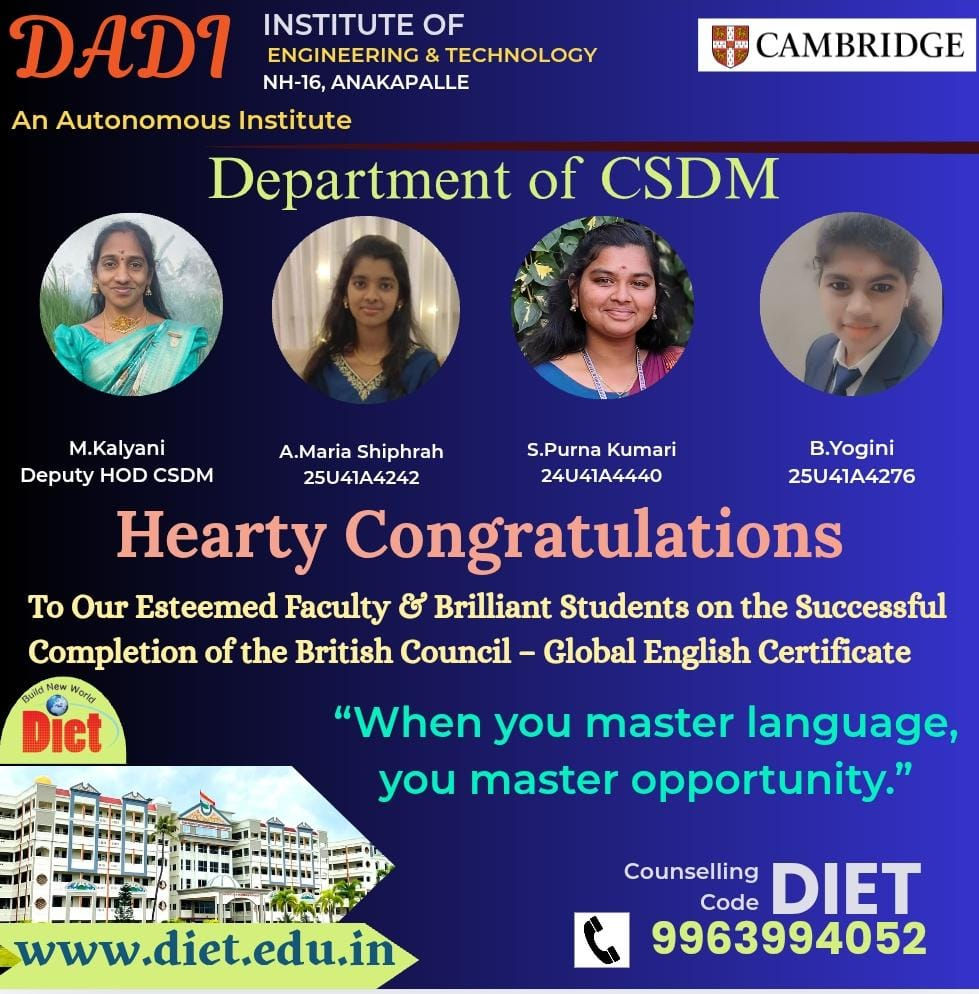 DADI
INSTITUTE OF
ENGINEERING & TECHNOLOGY
NH-16, ANAKAPALLE
An Autonomous Institute
CAMBRIDGE
Department of CSDM
M.Kalyani
Deputy HOD CSDM
A.Maria Shiphrah
25U41A4242
S.Purna Kumari
24U41A4440
B.Yogini
25U41A4276
Hearty Congratulations
To Our Esteemed Faculty & Brilliant Students on the Successful
Completion of the British Council – Global English Certificate
Build New World
Diet
“When you master language,
you master opportunity.”
Counselling
Code
DIET
9963994052
www.diet.edu.in